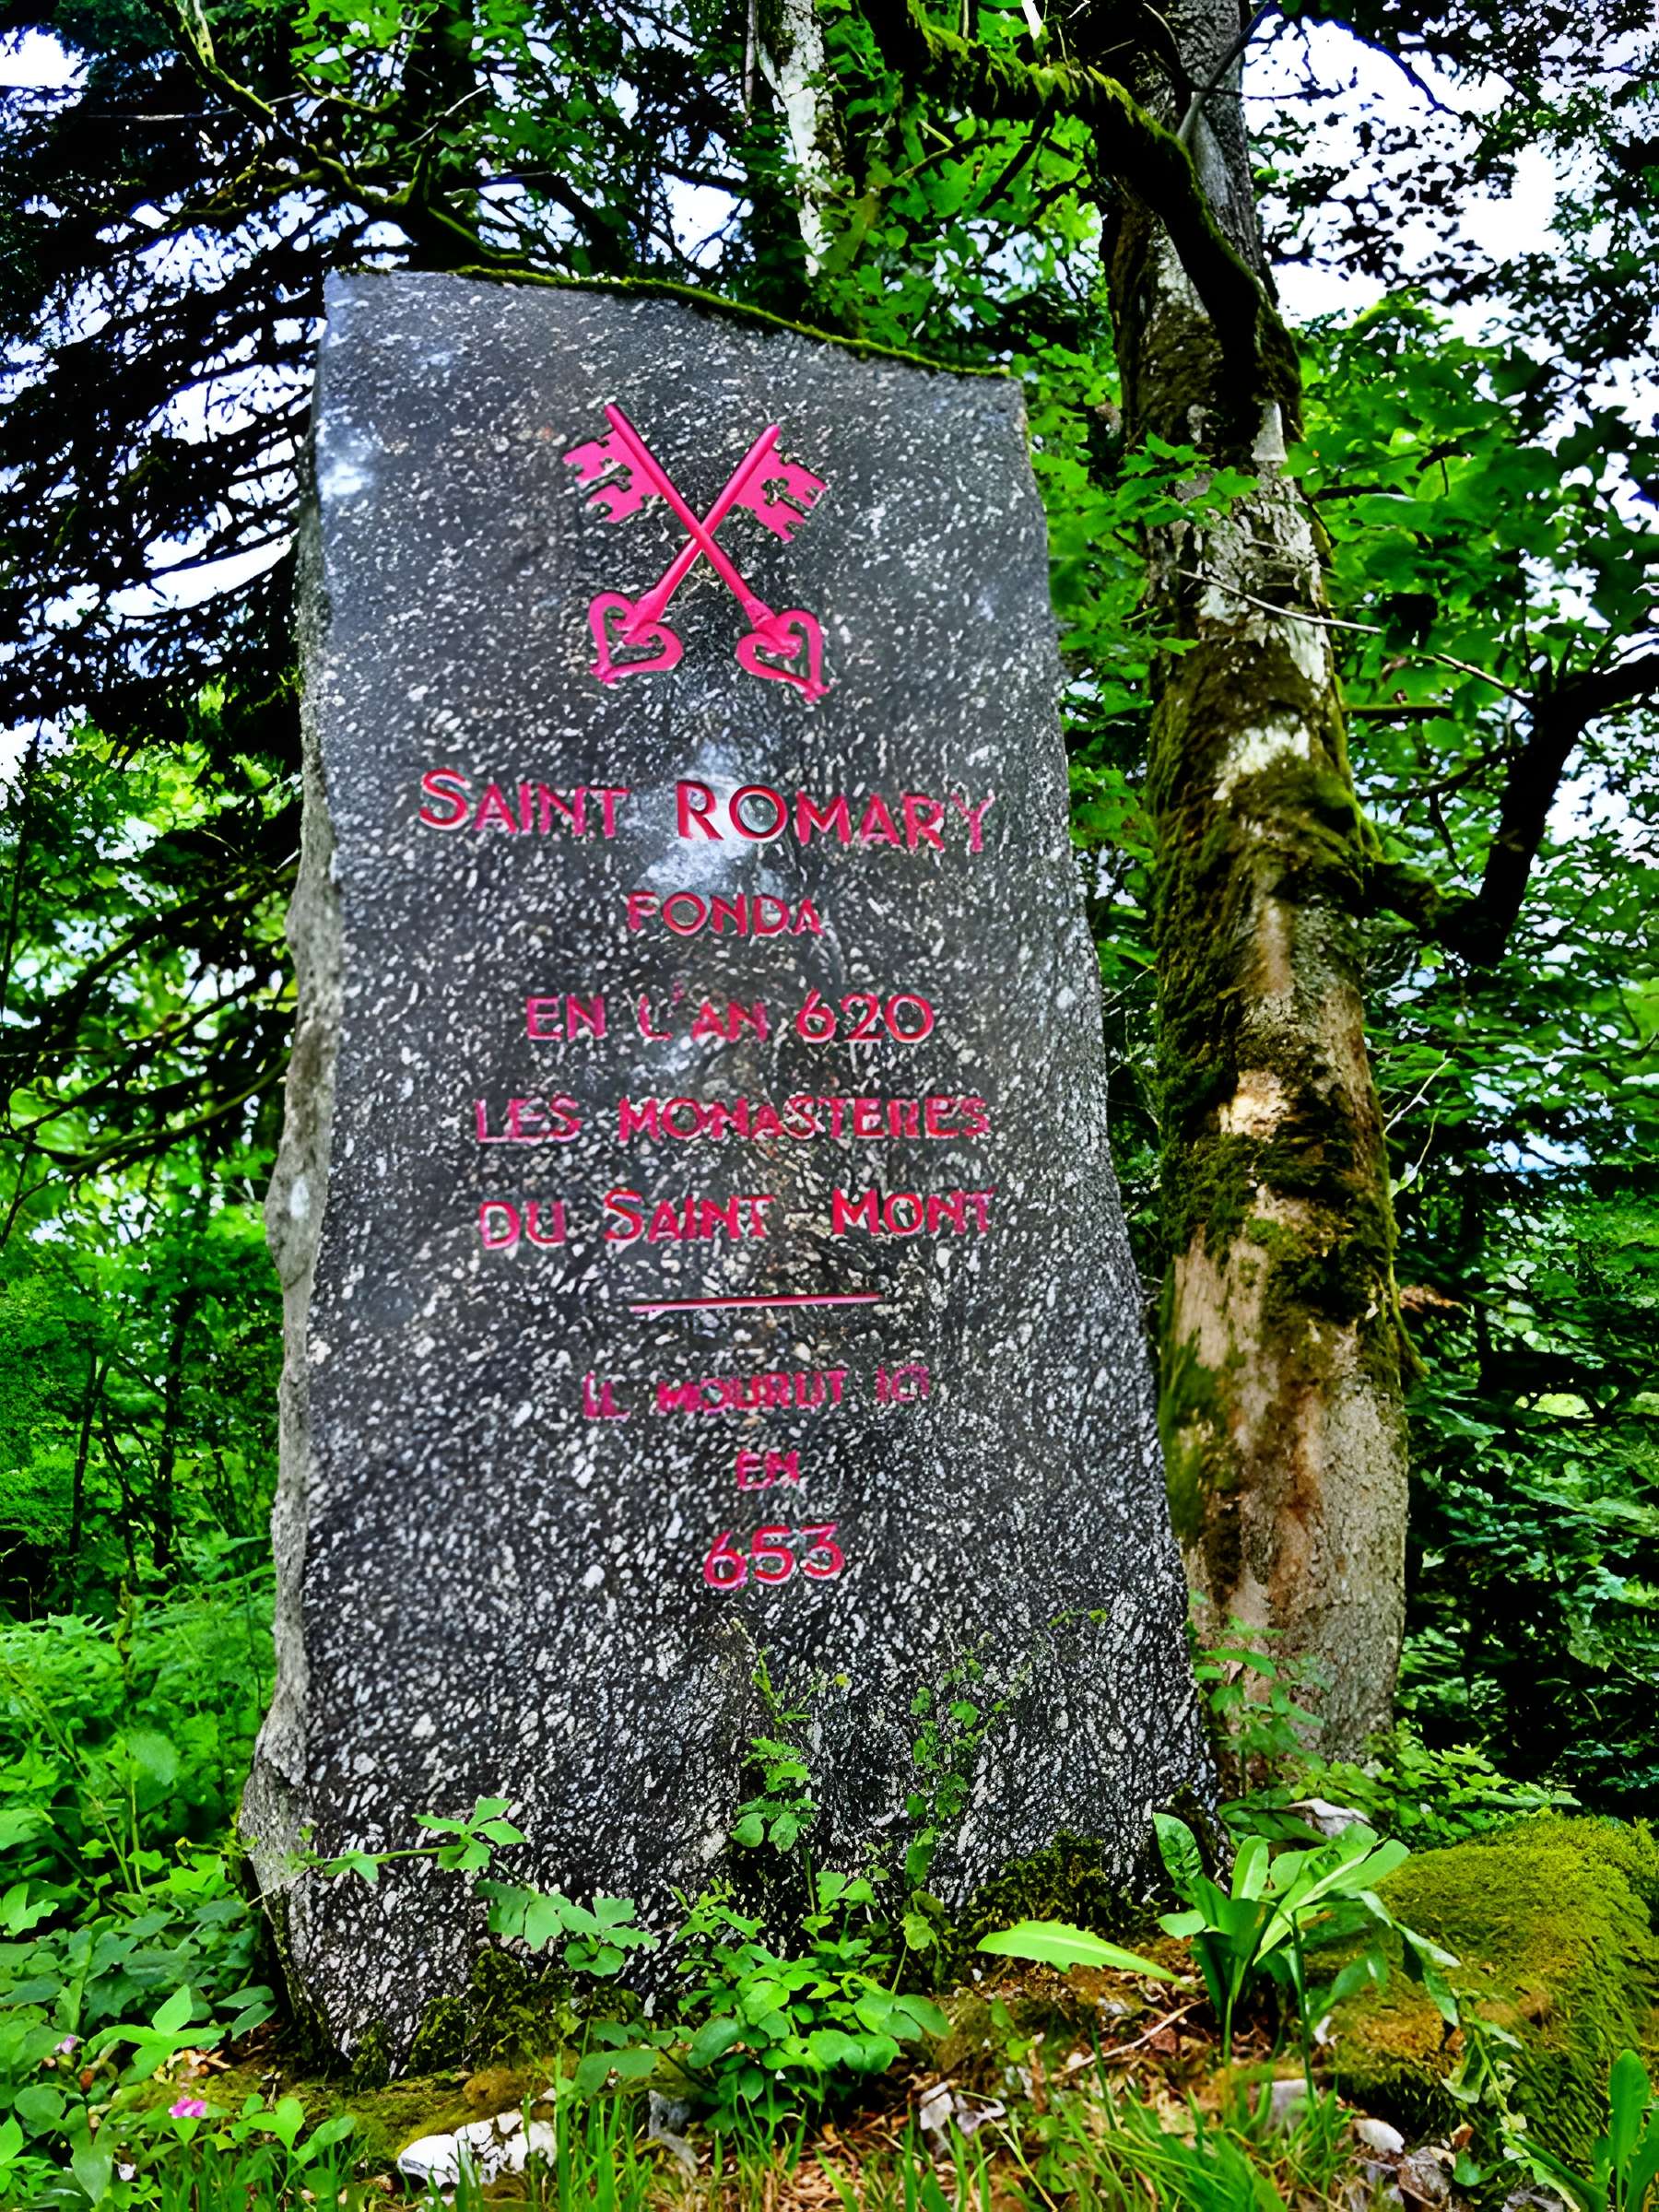 SAINT ROMARY
FONDA
EN L'AN 620
LES MONASTERES
DU SAINT MONT
IL MOURUT ICI
EN
653